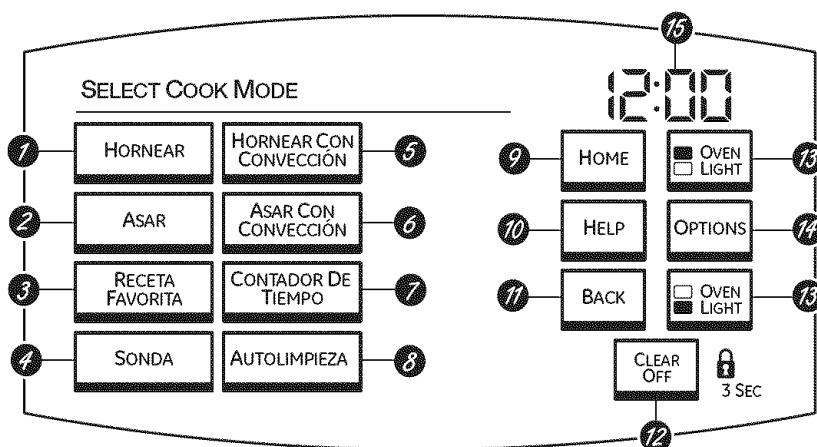 15
SELECT COOK MODE
12:00
1
HORNEAR
HORNEAR CON
CONVECCIÓN
5
9
HOME
OVEN
LIGHT
13
2
ASAR
ASAR CON
CONVECCIÓN
6
10
HELP
OPTIONS
14
3
RECETA
FAVORITA
CONTADOR DE
TIEMPO
7
11
BACK
OVEN
LIGHT
13
4
SONDA
AUTOLIMPIEZA
8
CLEAR
OFF
3 SEC
12